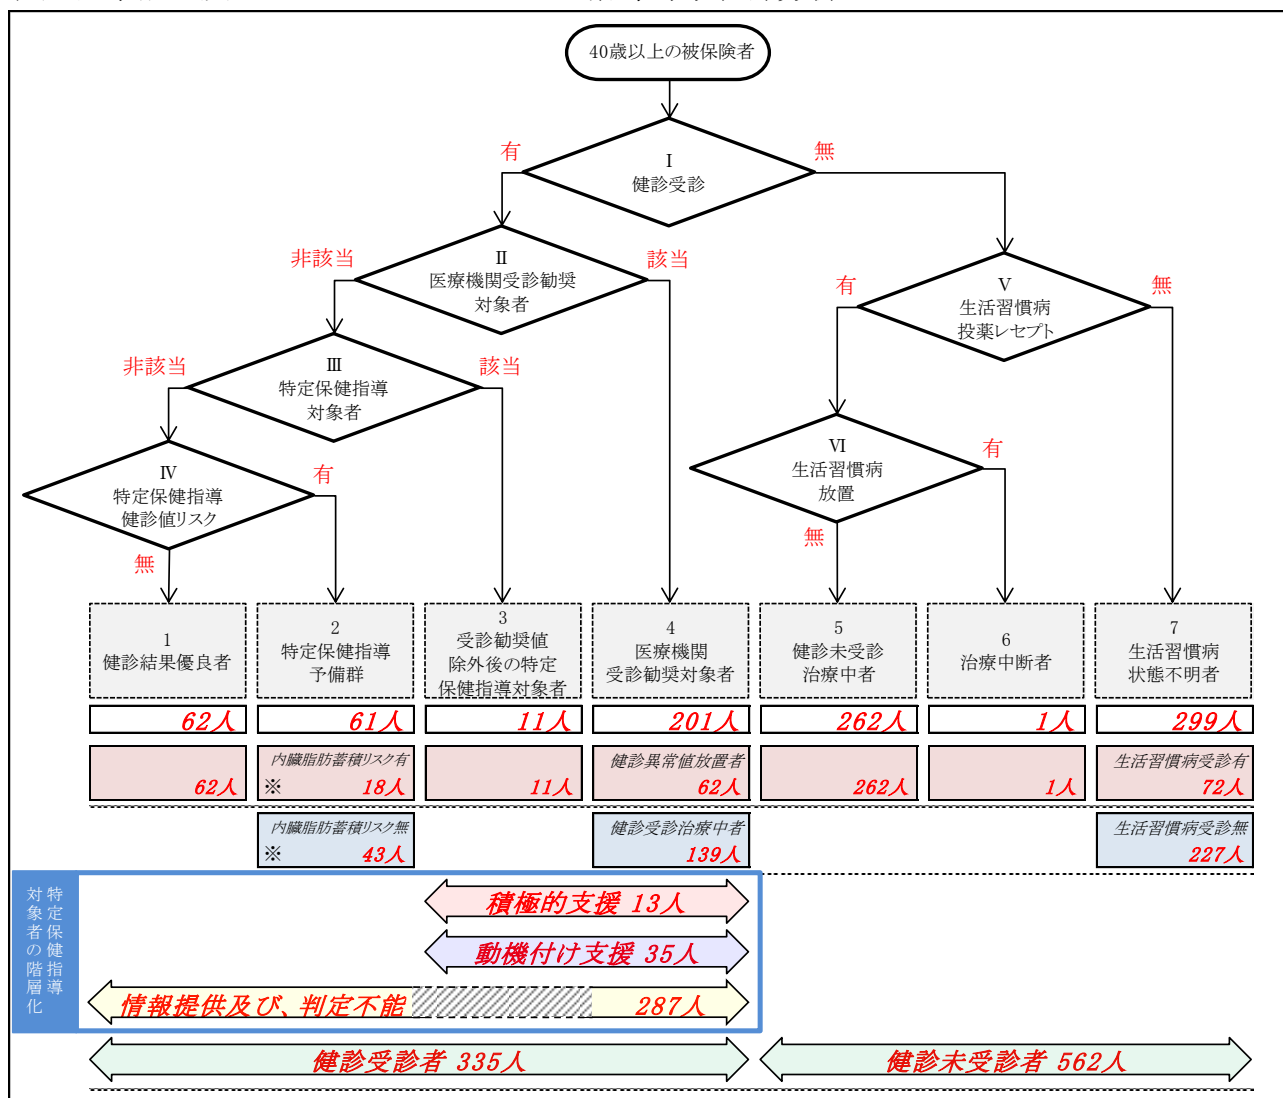 40歳以上の被保険者
Ⅰ
健診受診
有
無
Ⅱ
医療機関受診勧奨
対象者
非該当
該当
Ⅴ
生活習慣病
投薬レセプト
有
無
Ⅲ
特定保健指導
対象者
非該当
該当
Ⅵ
生活習慣病
放置
有
無
Ⅳ
特定保健指導
健診値リスク
有
無
1
健診結果優良者
2
特定保健指導
予備群
3
受診勧奨値
除外後の特定
保健指導対象者
4
医療機関
受診勧奨対象者
5
健診未受診
治療中者
6
治療中断者
7
生活習慣病
状態不明者
62人
61人
11人
201人
262人
1人
299人
62人
内臓脂肪蓄積リスク有
※ 18人
11人
健診異常値放置者
62人
262人
1人
生活習慣病受診有
72人
内臓脂肪蓄積リスク無
※ 43人
健診受診治療中者
139人
生活習慣病受診無
227人
特定保健指導
対象者の階層化
積極的支援 13人
動機付け支援 35人
情報提供及び、判定不能 287人
健診受診者 335人
健診未受診者 562人